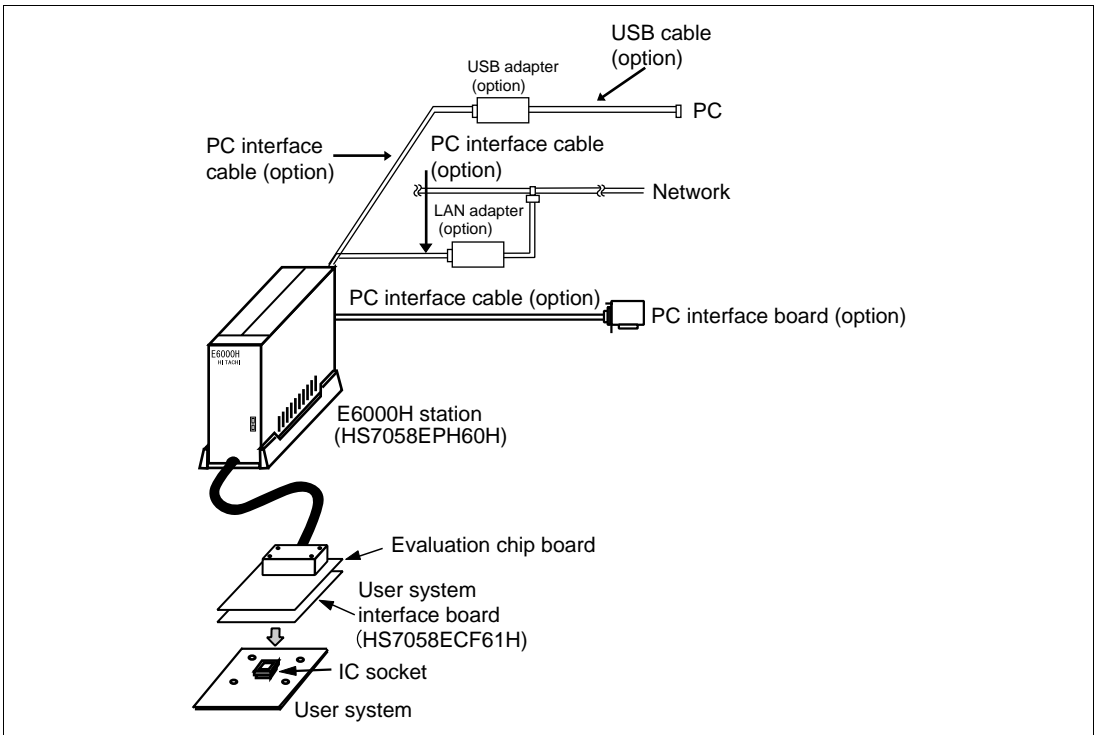 USB cable
(option)
USB adapter
(option)
PC
PC interface
cable (option)
PC interface cable
(option)
Network
LAN adapter
(option)
PC interface cable (option)
PC interface board (option)
E6000H
HITACHI
E6000H station
(HS7058EPH60H)
Evaluation chip board
User system
interface board
(HS7058ECF61H)
IC socket
User system